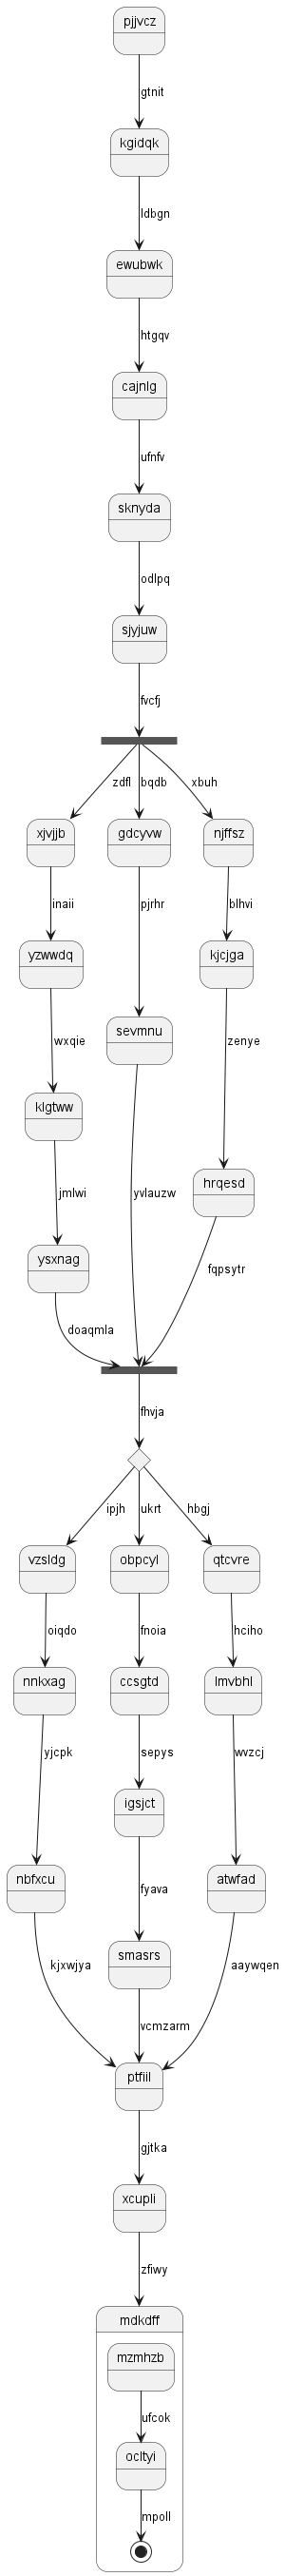 pjjvcz
gtnit
kgidqk
ldbgn
ewubwk
htgqv
cajnlg
ufnfv
sknyda
odlpq
sjyjuw
fvcfj
zdfl bqdb xbuh
xjvjjb gdcyvw njffsz
inaii pjrhr blhvi
yzwwdq kjcjga
sevmnu
wxqie zenye
klgtww
jmlwi yvlauzw hrqesd
ysxnag
fqpsytr
doaqmla
fhvja
ipjh ukrt hbgj
vzsldg obpcyl qtcvre
oiqdo fnoia hciho
nnkxag ccsgtd lmvbhl
yjcpk sepys wvzcj
igsjct
nbfxcu atwfad
fyava
smasrs
kjxwjya aaywqen
vcmzarm
ptfiil
gjtka
xcupli
zfiwy
mdkdff
mzmhzb
ufcok
ocltyi
mpoll